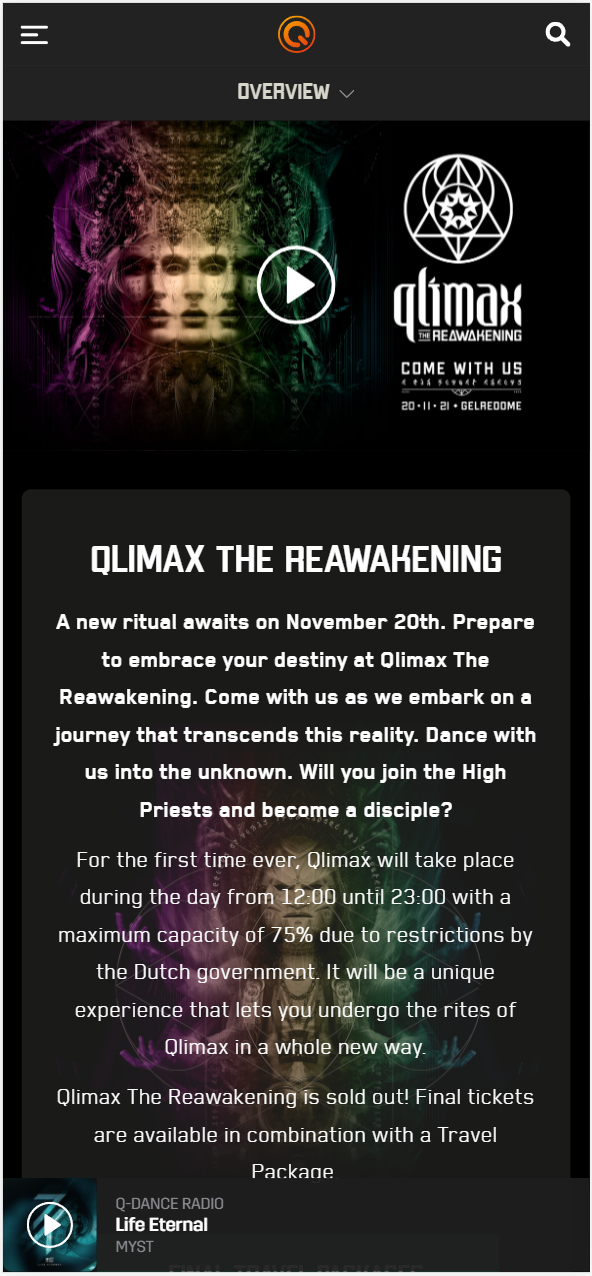 OVERVIEW
qlimax
THE REAWAKENING
COME WITH US
20•11•21 • GELREDOME
QLIMAX THE REAWAKENING
A new ritual awaits on November 20th. Prepare
to embrace your destiny at Qlimax The
Reawakening. Come with us as we embark on a
journey that transcends this reality. Dance with
us into the unknown. Will you join the High
Priests and become a disciple?
For the first time ever, Qlimax will take place
during the day from 12:00 until 23:00 with a
maximum capacity of 75% due to restrictions by
the Dutch government. It will be a unique
experience that lets you undergo the rites of
Qlimax in a whole new way.
Qlimax The Reawakening is sold out! Final tickets
are available in combination with a Travel
Package.
Q-DANCE RADIO
Life Eternal
MYST
FINAL TRAVEL PACKAGES